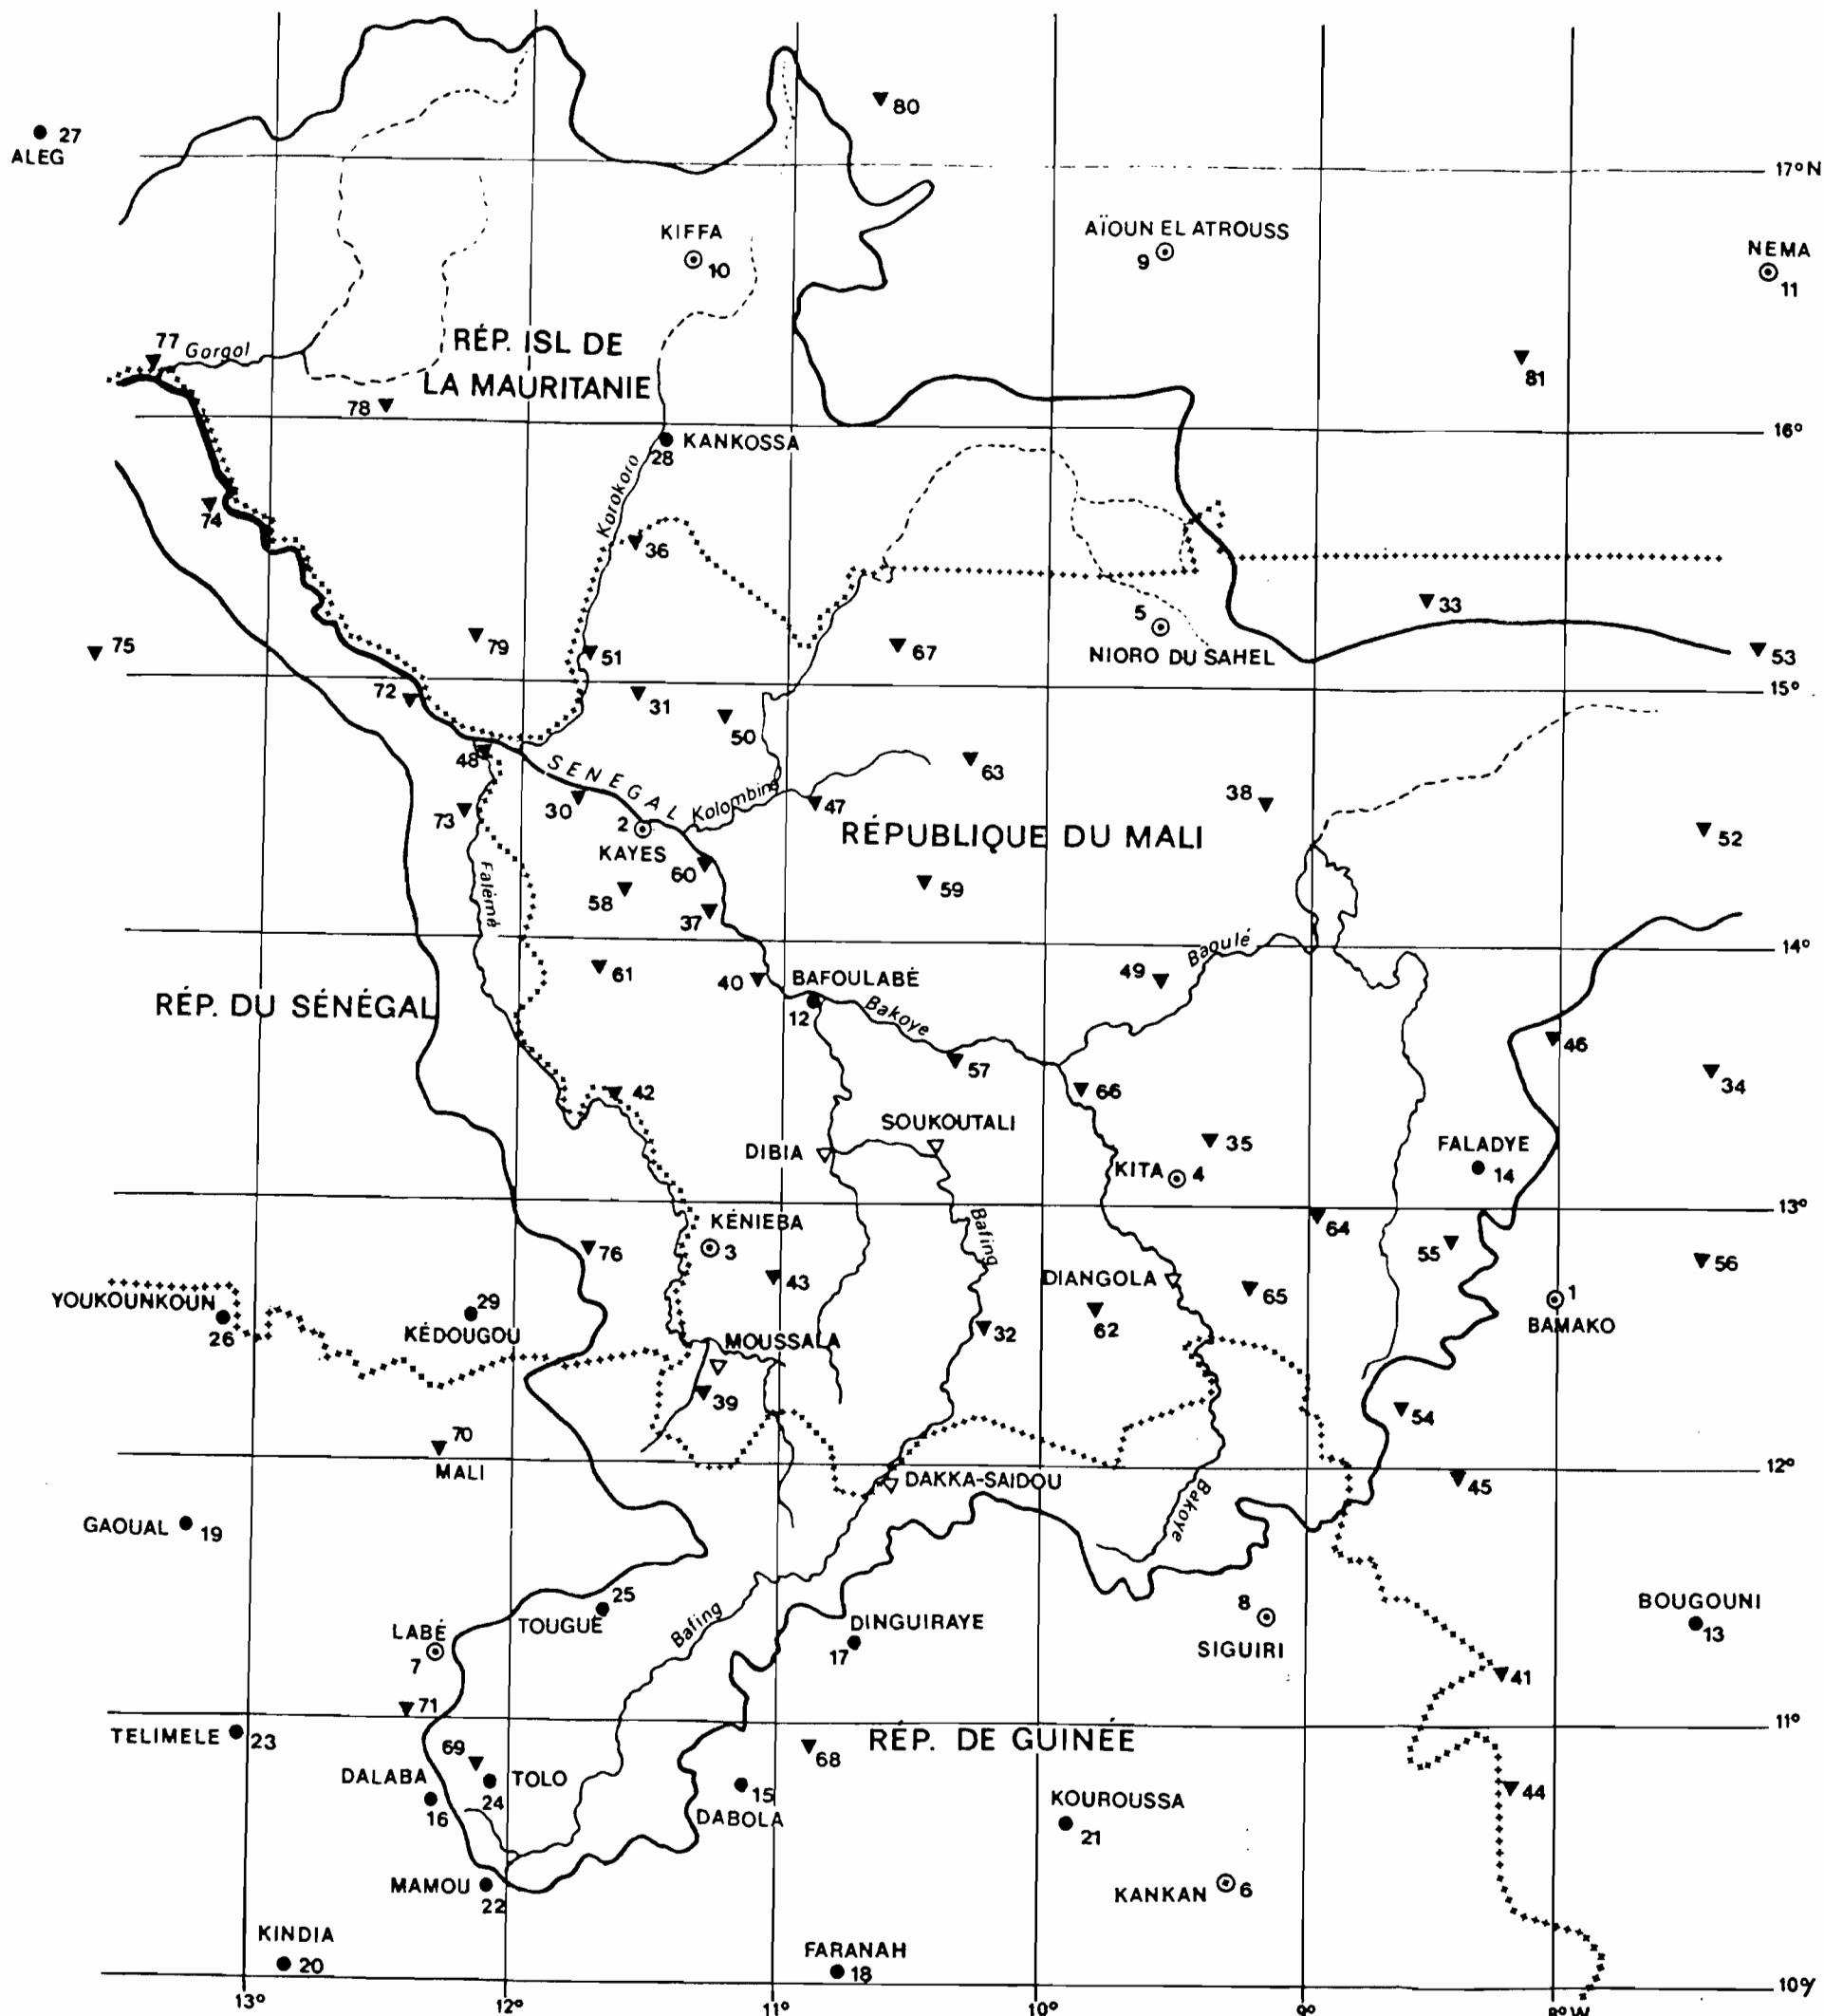 80
27
ALEG
17°N
KIFFA
10
AÏOUN EL ATROUSS
9
NEMA
11
77
Gorgol
RÉP. ISL DE
LA MAURITANIE
81
78
16°
KANKOSSA
28
Korokoro
74
36
33
5
NIORO DU SAHEL
79
51
67
75
53
15°
72
31
50
48
SENEGAL
63
Kolombiné
47
38
73
30
2
KAYES
RÉPUBLIQUE DU MALI
52
60
58
59
Falémé
37
Baoulé
14°
61
40
BAFOULABÉ
49
RÉP. DU SÉNÉGAL
12
Bakoye
46
57
34
42
66
SOUKOUTALI
35
FALADYE
14
DIBIA
KITA
4
13°
KÉNIEBA
3
Bafing
64
55
76
43
56
DIANGOLA
65
1
BAMAKO
YOUKOUNKOUN
26
29
KÉDOUGOU
62
32
MOUSSALA
39
54
70
MALI
12°
DAKKA-SAIDOU
45
GAOUAL
19
Bakoye
25
TOUGUÉ
Bafing
DINGUIRAYE
17
8
SIGUIRI
BOUGOUNI
13
LABÉ
7
41
71
11°
TELIMELE
23
69
RÉP. DE GUINÉE
68
DALABA
16
TOLO
24
15
DABOLA
KOUROUSSA
21
44
MAMOU
22
KANKAN
6
KINDIA
20
FARANAH
18
10°
13°
12°
11°
10°
9°
8°W